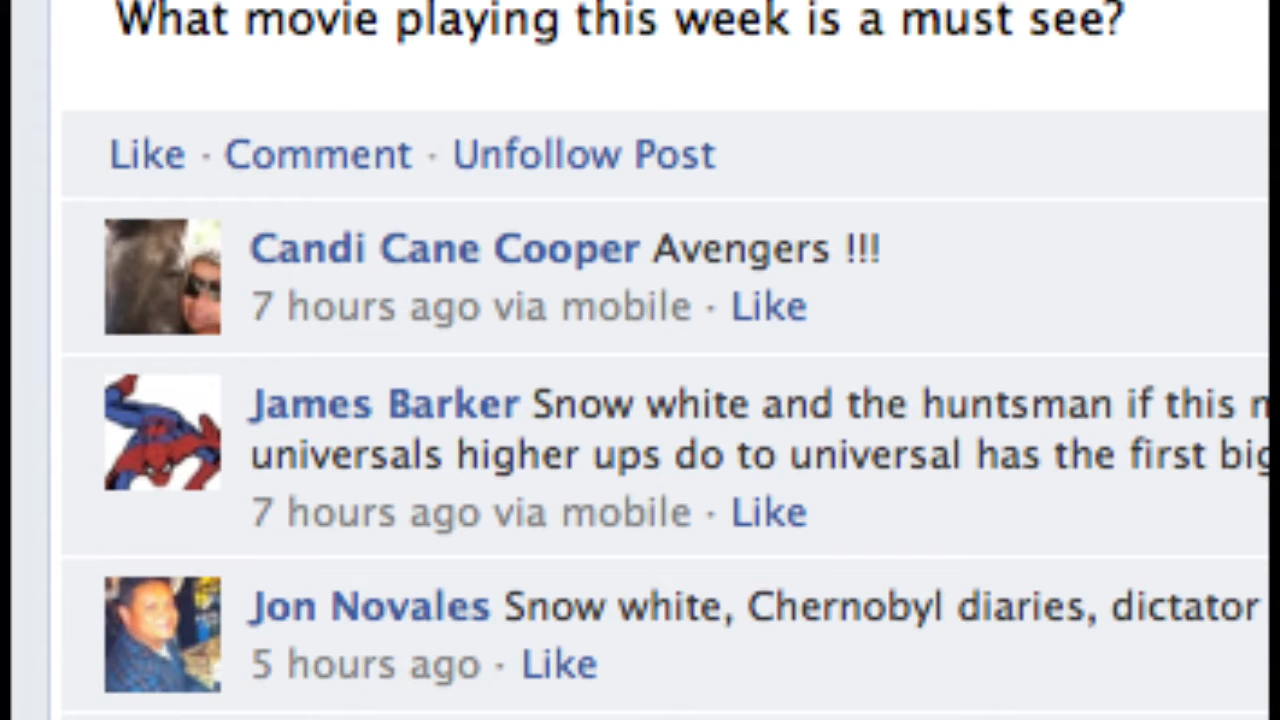 What movie playing this week is a must see?
Like · Comment · Unfollow Post
Candi Cane Cooper Avengers !!!
7 hours ago via mobile · Like
James Barker Snow white and the huntsman if this
universals higher ups do to universal has the first big
7 hours ago via mobile · Like
Jon Novales Snow white, Chernobyl diaries, dictator
5 hours ago · Like